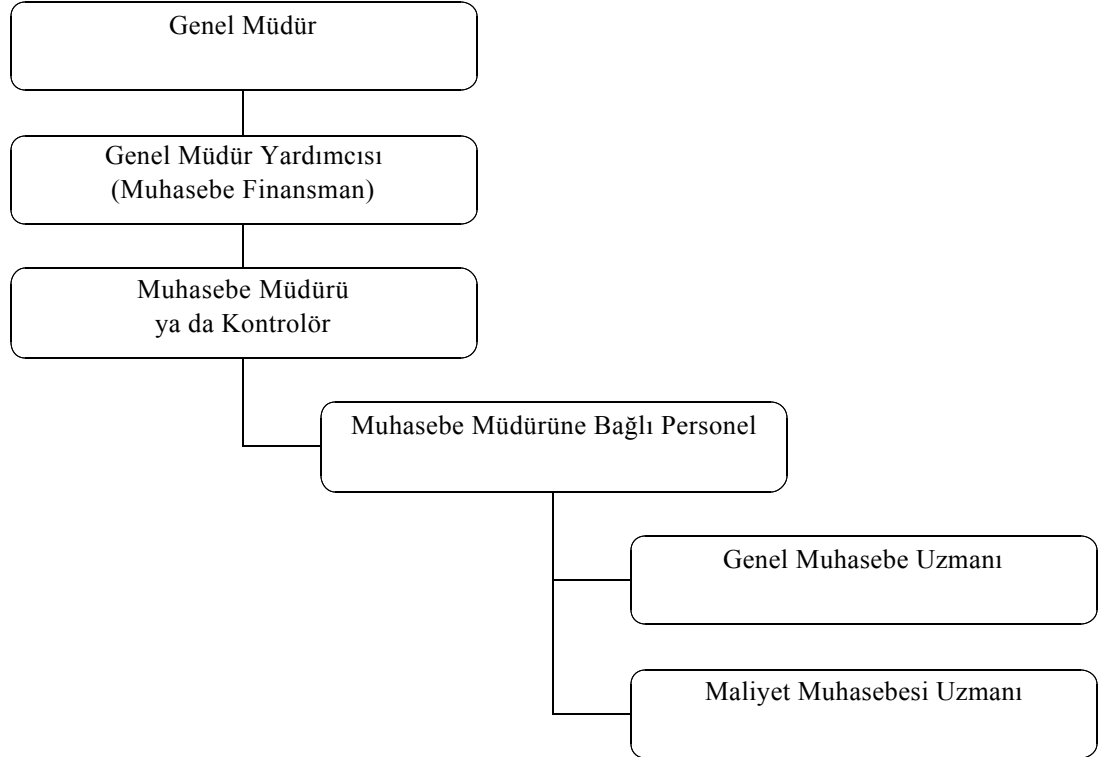 Genel Müdür
Genel Müdür Yardımcısı
(Muhasebe Finansman)
Muhasebe Müdürü
ya da Kontrolör
Muhasebe Müdürüne Bağlı Personel
Genel Muhasebe Uzmanı
Maliyet Muhasebesi Uzmanı